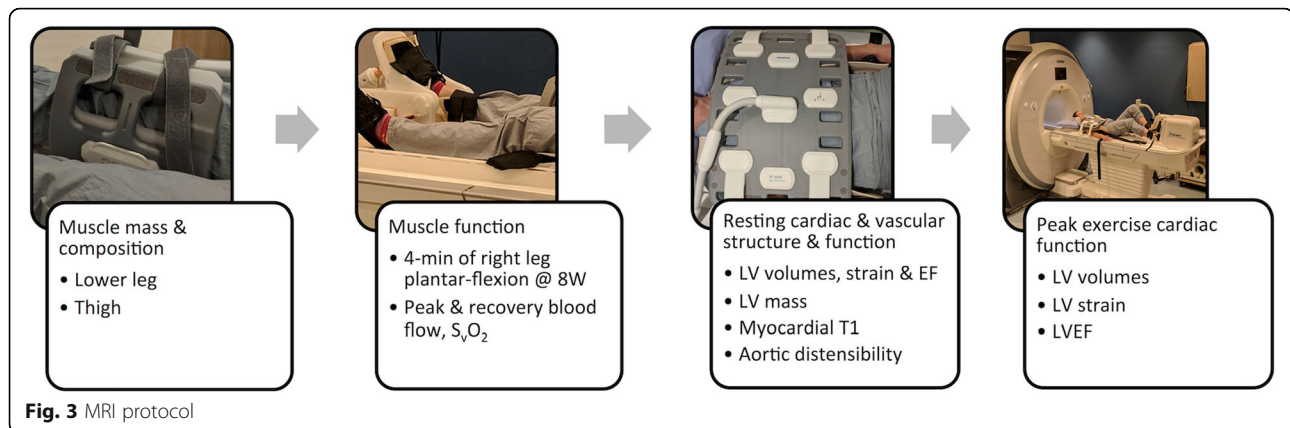 Muscle mass &
composition
• Lower leg
• Thigh
Muscle function
• 4-min of right leg
plantar-flexion @ 8W
• Peak & recovery blood
flow, SvO2
Resting cardiac & vascular
structure & function
• LV volumes, strain & EF
• LV mass
• Myocardial T1
• Aortic distensibility
Peak exercise cardiac
function
• LV volumes
• LV strain
• LVEF
Fig. 3 MRI protocol